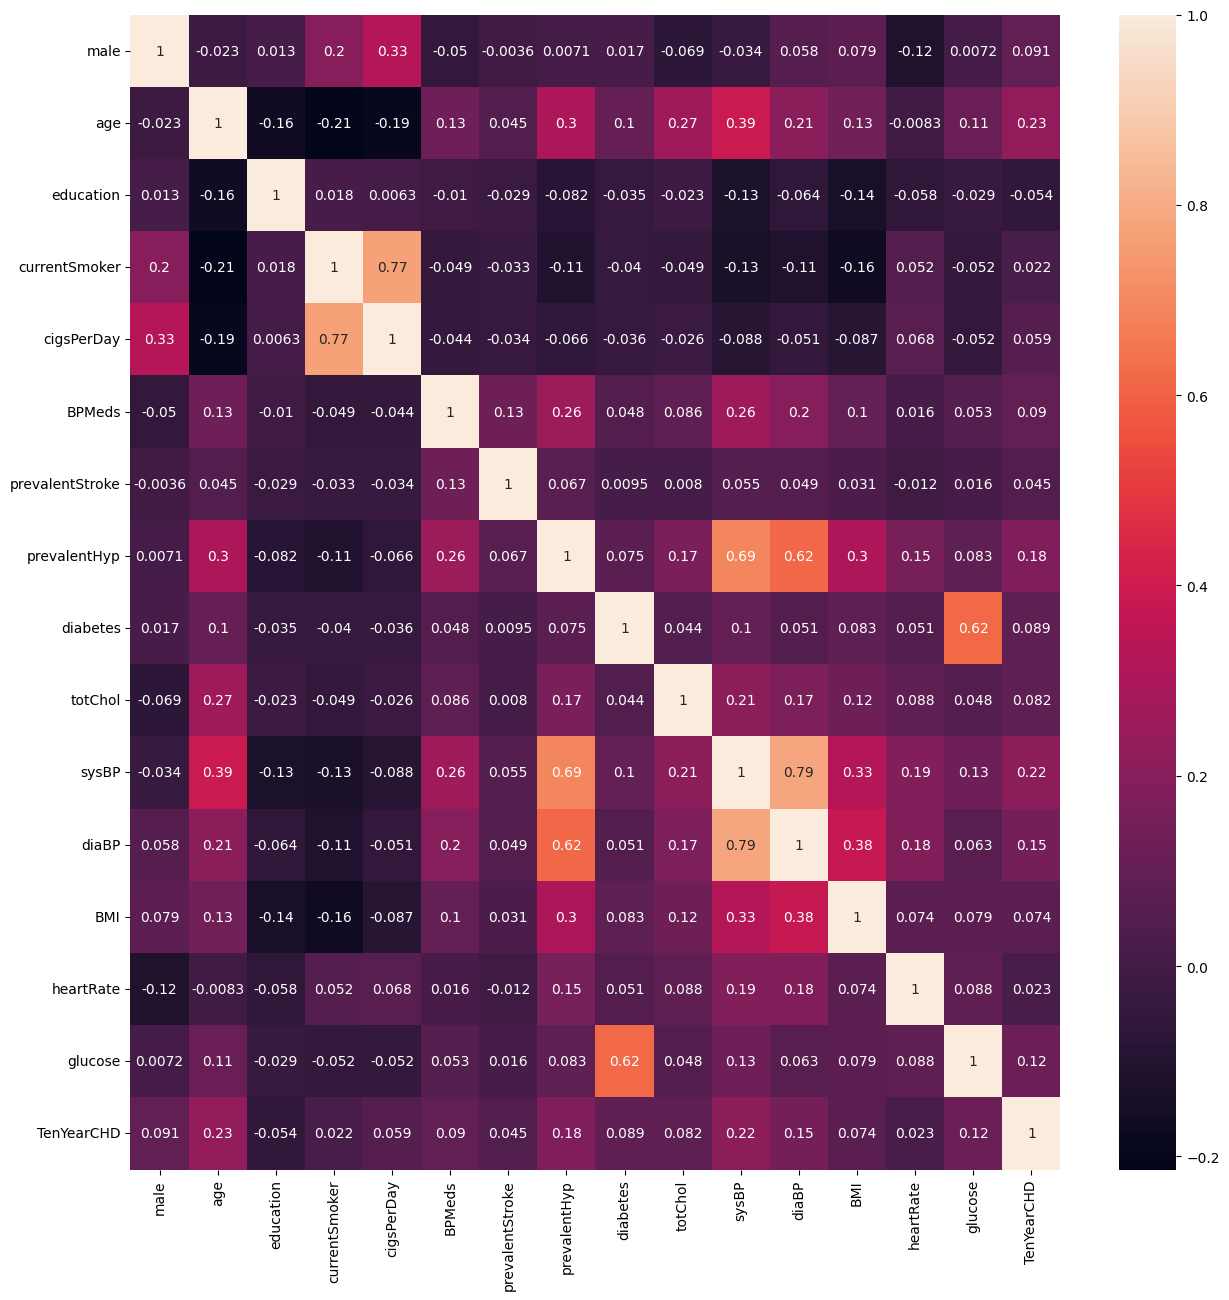 male 1 -0.023 0.013 0.2 0.33 -0.05 -0.0036 0.0071 0.017 -0.069 -0.034 0.058 0.079 -0.12 0.0072 0.091
age -0.023 1 -0.16 -0.21 -0.19 0.13 0.045 0.3 0.1 0.27 0.39 0.21 0.13 -0.0083 0.11 0.23
education 0.013 -0.16 1 0.018 0.0063 -0.01 -0.029 -0.082 -0.035 -0.023 -0.13 -0.064 -0.14 -0.058 -0.029 -0.054
currentSmoker 0.2 -0.21 0.018 1 0.77 -0.049 -0.033 -0.11 -0.04 -0.049 -0.13 -0.11 -0.16 0.052 -0.052 0.022
cigsPerDay 0.33 -0.19 0.0063 0.77 1 -0.044 -0.034 -0.066 -0.036 -0.026 -0.088 -0.051 -0.087 0.068 -0.052 0.059
BPMeds -0.05 0.13 -0.01 -0.049 -0.044 1 0.13 0.26 0.048 0.086 0.26 0.2 0.1 0.016 0.053 0.09
prevalentStroke -0.0036 0.045 -0.029 -0.033 -0.034 0.13 1 0.067 0.0095 0.008 0.055 0.049 0.031 -0.012 0.016 0.045
prevalentHyp 0.0071 0.3 -0.082 -0.11 -0.066 0.26 0.067 1 0.075 0.17 0.69 0.62 0.3 0.15 0.083 0.18
diabetes 0.017 0.1 -0.035 -0.04 -0.036 0.048 0.0095 0.075 1 0.044 0.1 0.051 0.083 0.051 0.62 0.089
totChol -0.069 0.27 -0.023 -0.049 -0.026 0.086 0.008 0.17 0.044 1 0.21 0.17 0.12 0.088 0.048 0.082
sysBP -0.034 0.39 -0.13 -0.13 -0.088 0.26 0.055 0.69 0.1 0.21 1 0.79 0.33 0.19 0.13 0.22
diaBP 0.058 0.21 -0.064 -0.11 -0.051 0.2 0.049 0.62 0.051 0.17 0.79 1 0.38 0.18 0.063 0.15
BMI 0.079 0.13 -0.14 -0.16 -0.087 0.1 0.031 0.3 0.083 0.12 0.33 0.38 1 0.074 0.079 0.074
heartRate -0.12 -0.0083 -0.058 0.052 0.068 0.016 -0.012 0.15 0.051 0.088 0.19 0.18 0.074 1 0.088 0.023
glucose 0.0072 0.11 -0.029 -0.052 -0.052 0.053 0.016 0.083 0.62 0.048 0.13 0.063 0.079 0.088 1 0.12
TenYearCHD 0.091 0.23 -0.054 0.022 0.059 0.09 0.045 0.18 0.089 0.082 0.22 0.15 0.074 0.023 0.12 1
male age education currentSmoker cigsPerDay BPMeds prevalentStroke prevalentHyp diabetes totChol sysBP diaBP BMI heartRate glucose TenYearCHD
1.0
0.8
0.6
0.4
0.2
0.0
−0.2